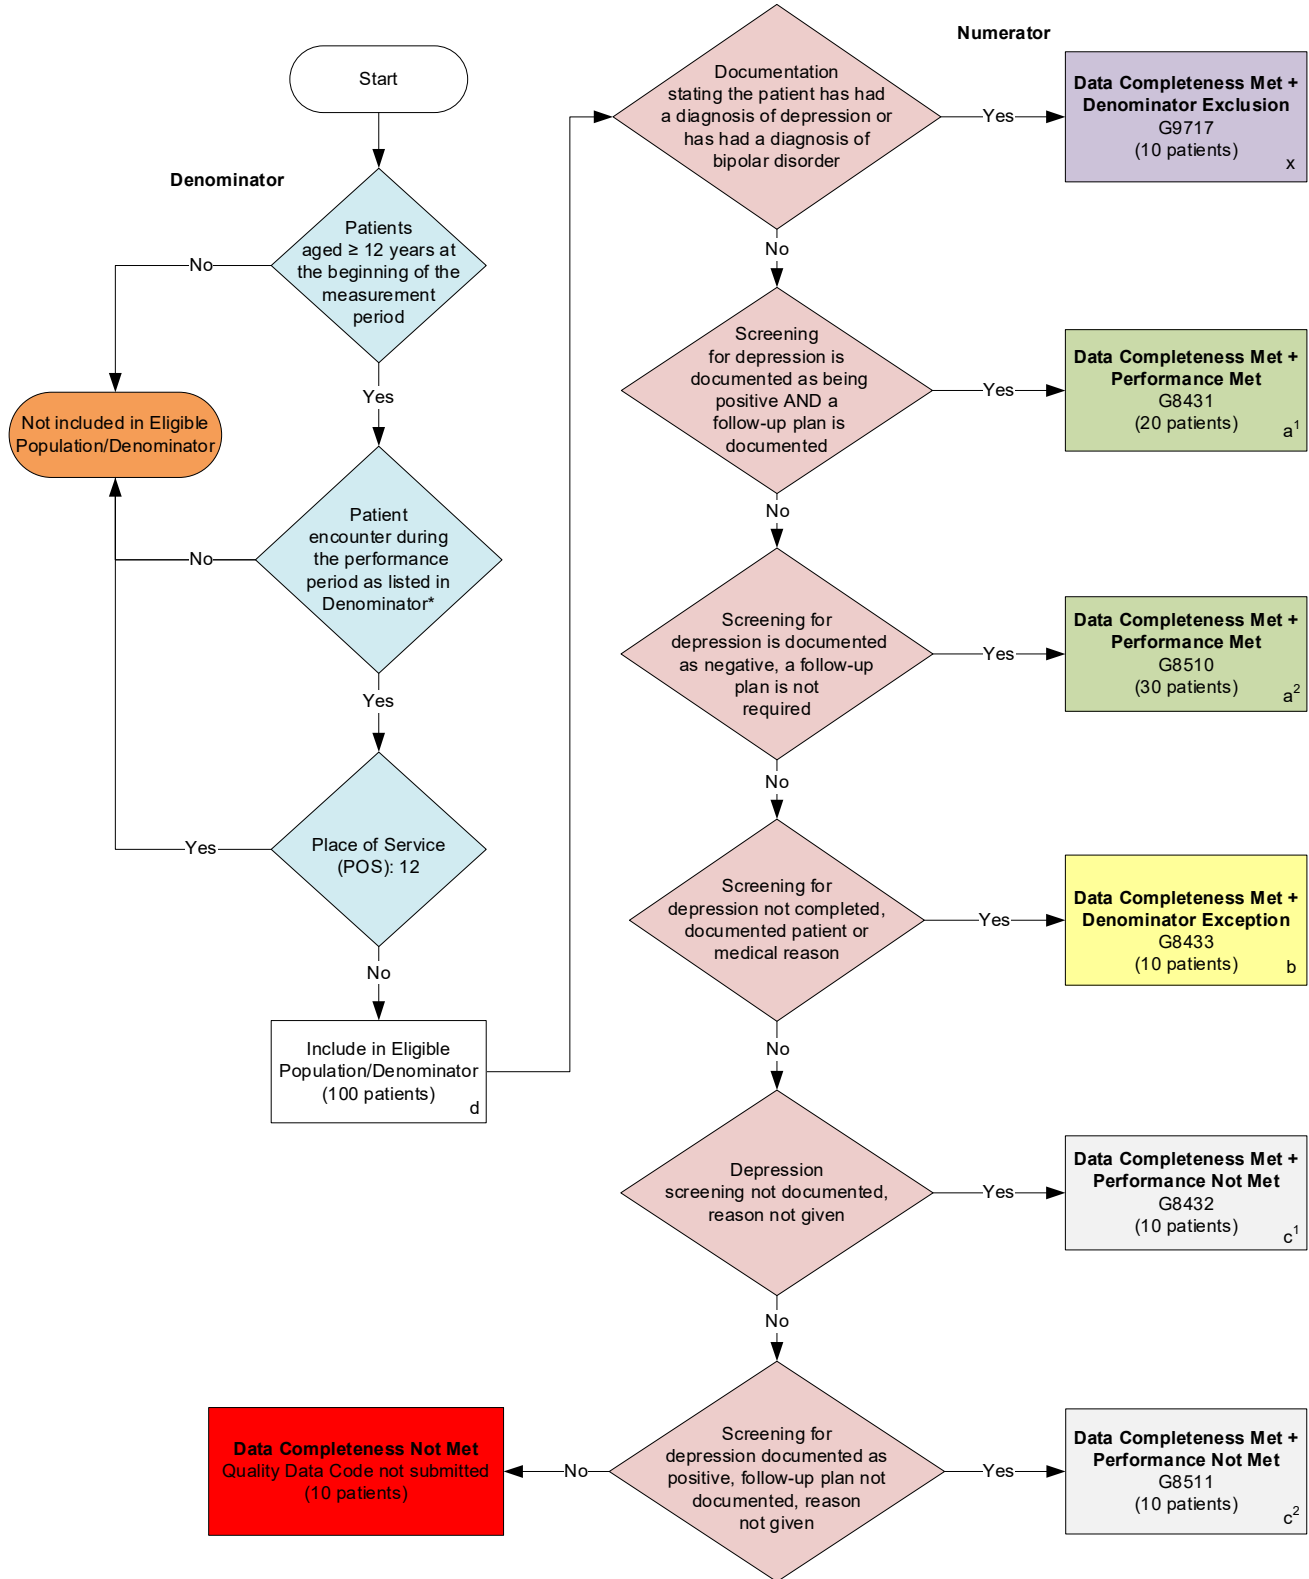 Start
Denominator
Patients
aged ≥ 12 years at
the beginning of the
measurement
period
No
Yes
Not included in Eligible
Population/Denominator
Patient
encounter during
the performance
period as listed in
Denominator*
No
Yes
Place of Service
(POS): 12
Yes
No
Include in Eligible
Population/Denominator
(100 patients)
d
Numerator
Documentation
stating the patient has had
a diagnosis of depression or
has had a diagnosis of
bipolar disorder
Yes
Data Completeness Met +
Denominator Exclusion
G9717
(10 patients)
x
No
Screening
for depression is
documented as being
positive AND a
follow-up plan is
documented
Yes
Data Completeness Met +
Performance Met
G8431
(20 patients)
a¹
No
Screening for
depression is documented
as negative, a follow-up
plan is not
required
Yes
Data Completeness Met +
Performance Met
G8510
(30 patients)
a²
No
Screening for
depression not completed,
documented patient or
medical reason
Yes
Data Completeness Met +
Denominator Exception
G8433
(10 patients)
b
No
Depression
screening not documented,
reason not given
Yes
Data Completeness Met +
Performance Not Met
G8432
(10 patients)
c¹
No
Screening for
depression documented as
positive, follow-up plan not
documented, reason
not given
Yes
Data Completeness Met +
Performance Not Met
G8511
(10 patients)
c²
No
Data Completeness Not Met
Quality Data Code not submitted
(10 patients)